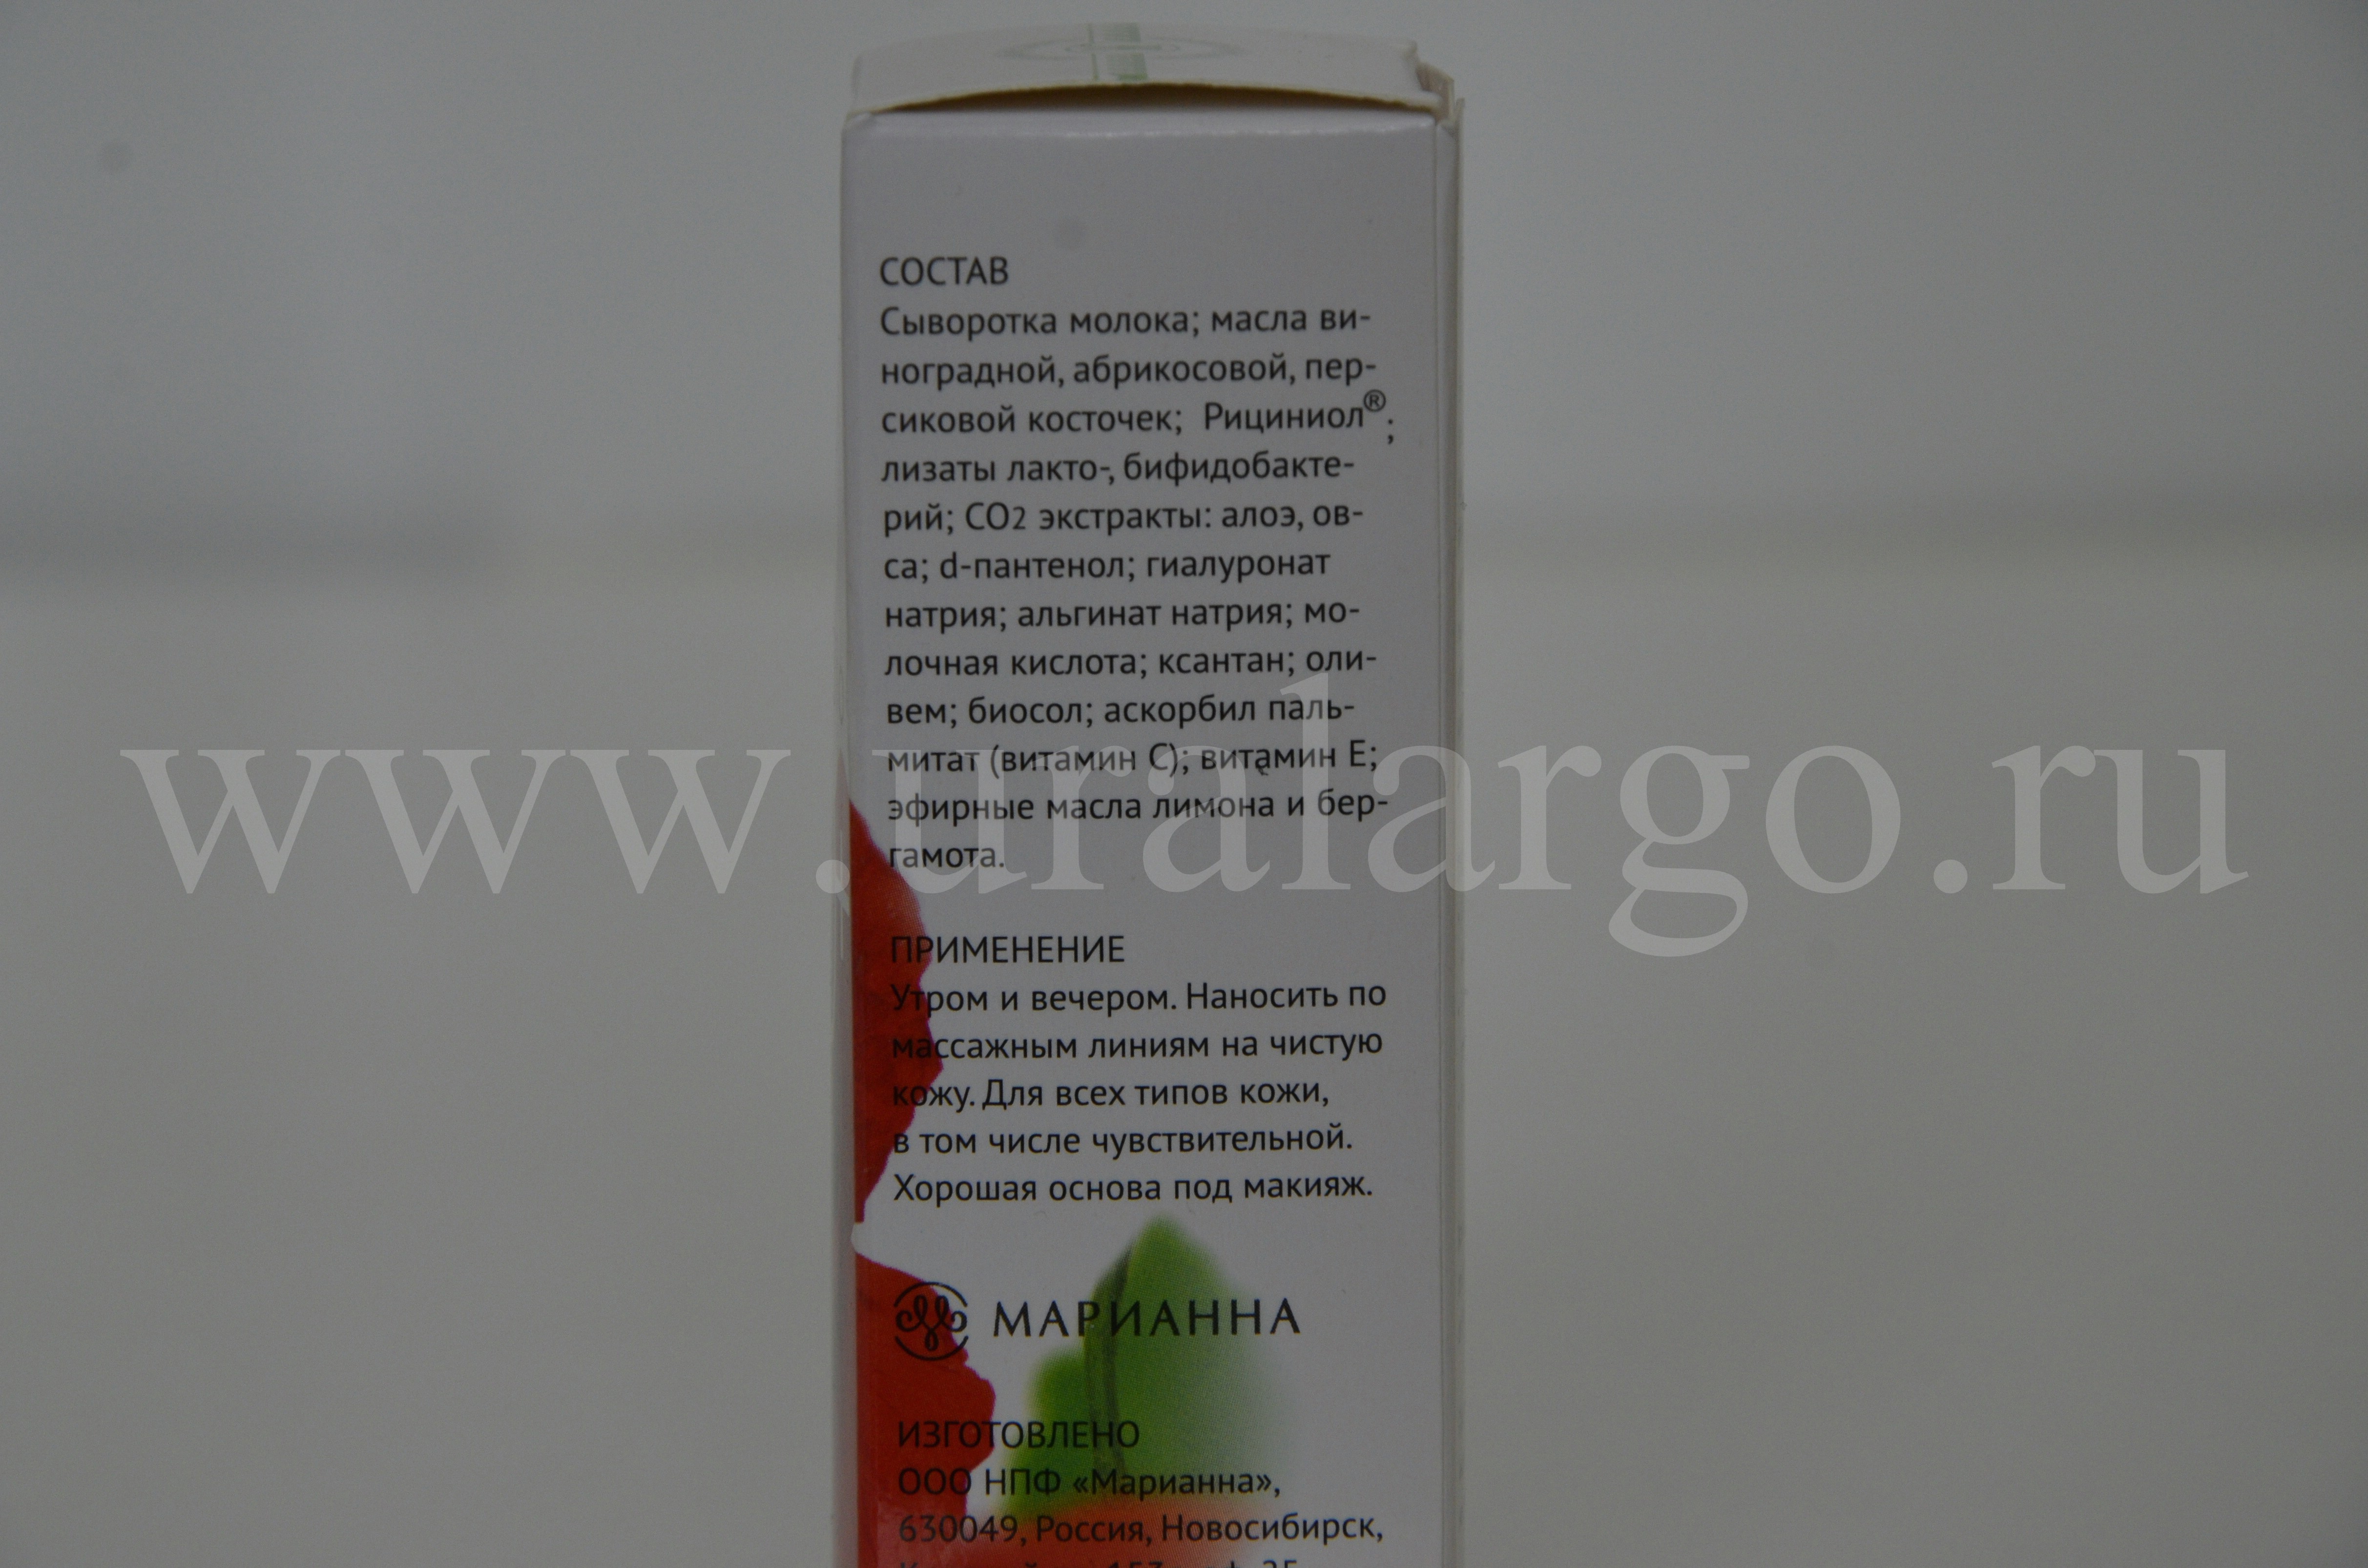 СОСТАВ
Сыворотка молока; масла ви-
ноградной, абрикосовой, пер-
сиковой косточек; Рициниол®;
лизаты лакто-, бифидобакте-
рий; СО2 экстракты: алоэ, ов-
са; d-пантенол; гиалуронат
натрия; альгинат натрия; мо-
лочная кислота; ксантан; оли-
вем; биосол; аскорбил паль-
митат (витамин С); витамин Е;
эфирные масла лимона и бер-
гамота.
www.uralargo.ru
ПРИМЕНЕНИЕ
Утром и вечером. Наносить по
массажным линиям на чистую
кожу. Для всех типов кожи,
в том числе чувствительной.
Хорошая основа под макияж.
МАРИАННА
ИЗГОТОВЛЕНО
ООО НПФ «Марианна»,
630049, Россия, Новосибирск,